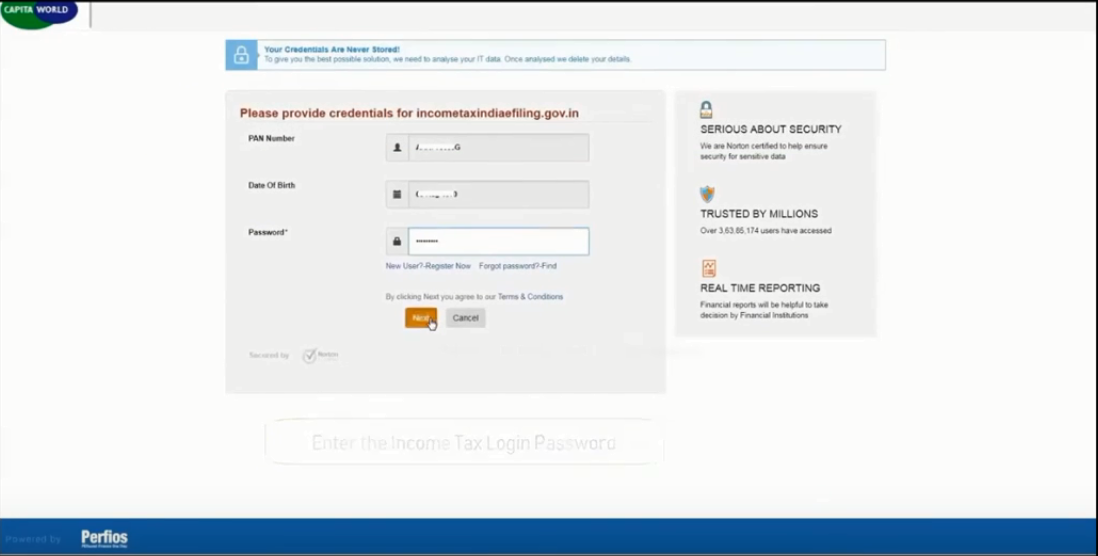 CAPITA WORLD
Your Credentials Are Never Stored!
To give you the best possible solution, we need to analyse your IT data. Once analysed we delete your details.
Please provide credentials for incometaxindiaefiling.gov.in
PAN Number
Date Of Birth
Password*
New User?-Register Now Forgot password?-Find
By clicking Next you agree to our Terms & Conditions
Next Cancel
Secured by Norton
SERIOUS ABOUT SECURITY
We are Norton certified to help ensure
security for sensitive data
TRUSTED BY MILLIONS
Over 3,63,85,174 users have accessed
REAL TIME REPORTING
Financial reports will be helpful to take
decision by Financial Institutions
Enter the Income Tax Login Password
Powered by Perfios